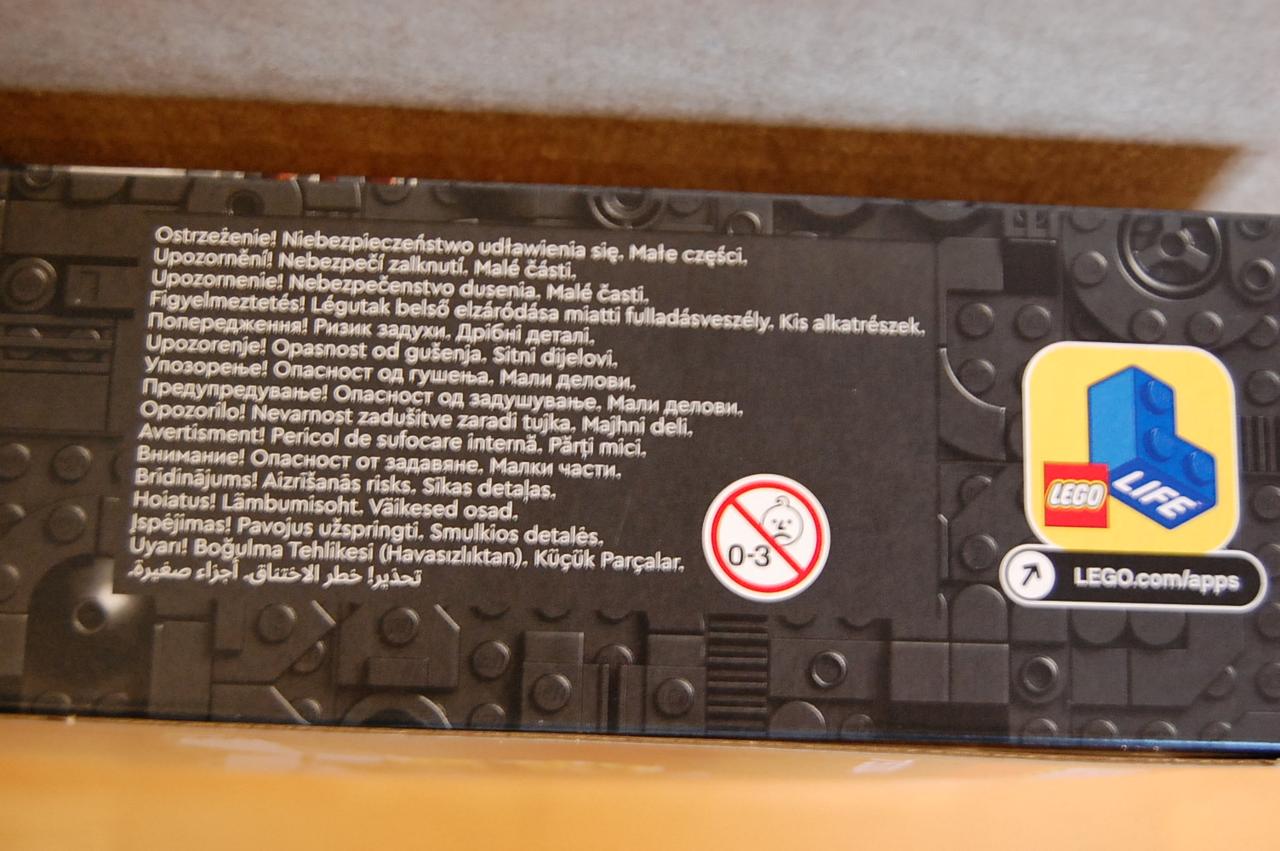 Ostrzeżenie! Niebezpieczeństwo udławienia się. Małe części.
Upozornění! Nebezpečí zalknutí. Malé části.
Upozornenie! Nebezpečenstvo dusenia. Malé časti.
Figyelmeztetés! Légutak belső elzáródása miatti fulladásveszély. Kis alkatrészek.
Попередження! Ризик задухи. Дрібні деталі.
Upozorenje! Opasnost od gušenja. Sitni dijelovi.
Упозорење! Опасност од гушења. Мали делови.
Предупредување! Опасност од задушување. Мали делови.
Opozorilo! Nevarnost zadušitve zaradi tujka. Majhni deli.
Avertisment! Pericol de sufocare internă. Părți mici.
Внимание! Опасност от задавяне. Малки части.
Brīdinājums! Aizrīšanās risks. Sīkas detaļas.
Hoiatus! Lämbumisoht. Väikesed osad.
Įspėjimas! Pavojus užspringti. Smulkios detalės.
Uyarı! Boğulma Tehlikesi (Havasızlıktan). Küçük Parçalar.
تحذير! خطر الاختناق. أجزاء صغيرة.
0-3
LEGO
LIFE
LEGO.com/apps